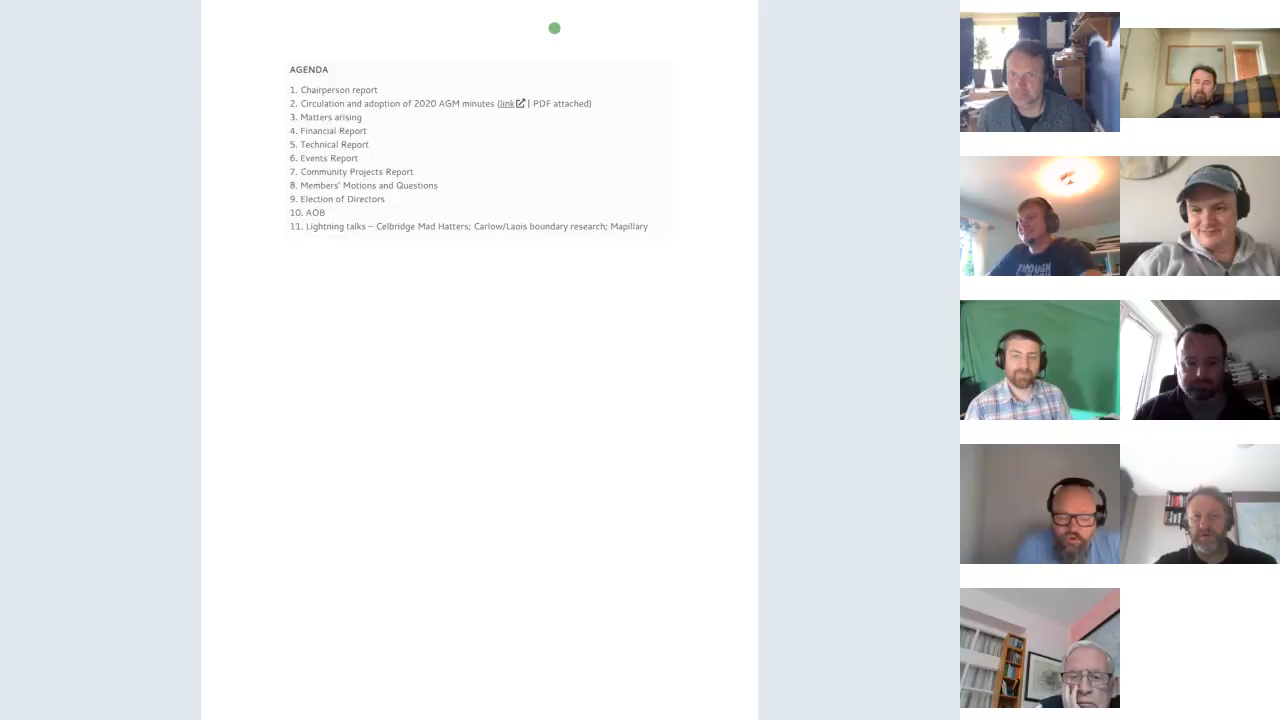 AGENDA
1. Chairperson report
2. Circulation and adoption of 2020 AGM minutes (link | PDF attached)
3. Matters arising
4. Financial Report
5. Technical Report
6. Events Report
7. Community Projects Report
8. Members' Motions and Questions
9. Election of Directors
10. AOB
11. Lightning talks – Celbridge Mad Hatters; Carlow/Laois boundary research; Mapillary
THOUGH